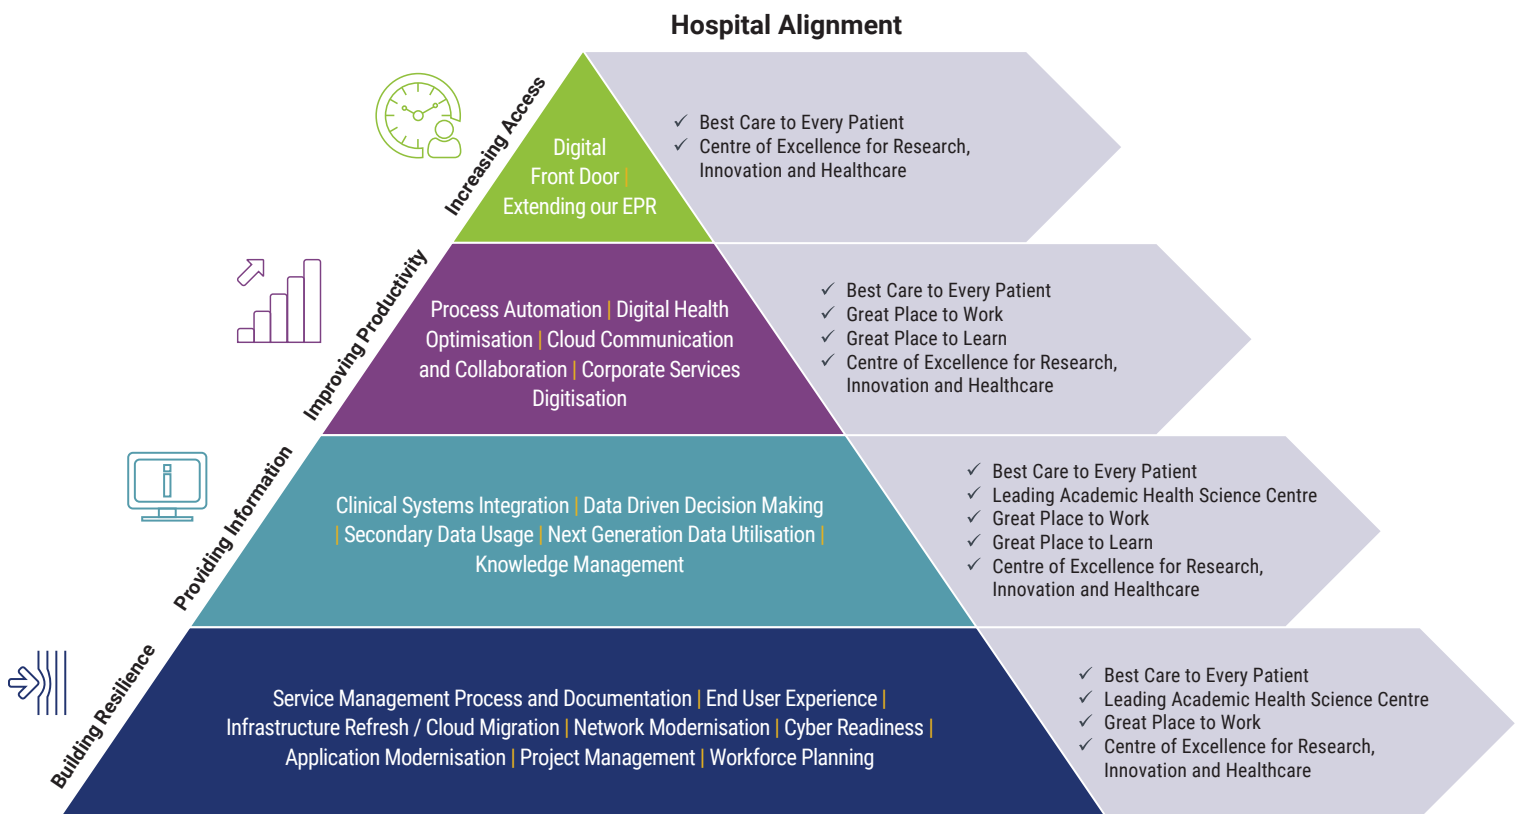 Hospital Alignment
Increasing Access
Digital
Front Door |
Extending our EPR
✓ Best Care to Every Patient
✓ Centre of Excellence for Research,
Innovation and Healthcare
Improving Productivity
Process Automation | Digital Health
Optimisation | Cloud Communication
and Collaboration | Corporate Services
Digitisation
✓ Best Care to Every Patient
✓ Great Place to Work
✓ Great Place to Learn
✓ Centre of Excellence for Research,
Innovation and Healthcare
Providing Information
Clinical Systems Integration | Data Driven Decision Making
| Secondary Data Usage | Next Generation Data Utilisation |
Knowledge Management
✓ Best Care to Every Patient
✓ Leading Academic Health Science Centre
✓ Great Place to Work
✓ Great Place to Learn
✓ Centre of Excellence for Research,
Innovation and Healthcare
Building Resilience
Service Management Process and Documentation | End User Experience |
Infrastructure Refresh / Cloud Migration | Network Modernisation | Cyber Readiness |
Application Modernisation | Project Management | Workforce Planning
✓ Best Care to Every Patient
✓ Leading Academic Health Science Centre
✓ Great Place to Work
✓ Centre of Excellence for Research,
Innovation and Healthcare